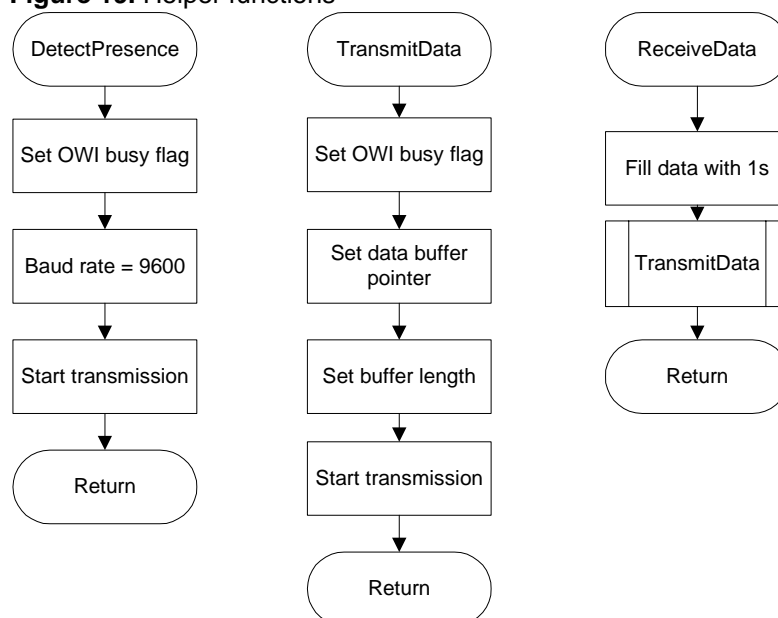 Helper functions
DetectPresence
Set OWI busy flag
Baud rate = 9600
Start transmission
Return
TransmitData
Set OWI busy flag
Set data buffer
pointer
Set buffer length
Start transmission
Return
ReceiveData
Fill data with 1s
TransmitData
Return